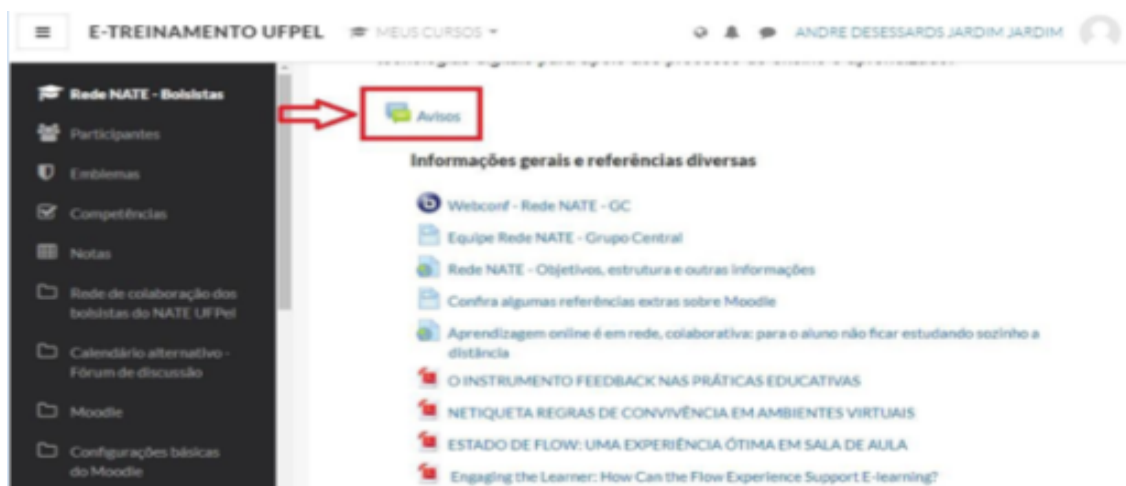 E-TREINAMENTO UFPEL
MEUS CURSOS
ANDRE DESESSARDS JARDIM JARDIM
Rede NATE - Bolsistas
Participantes
Emblemas
Competências
Notas
Rede de colaboração dos
bolsistas do NATE UFPel
Calendário alternativo -
Fórum de discussão
Moodle
Configurações básicas
do Moodle
Avisos
Informações gerais e referências diversas
Webconf - Rede NATE - GC
Equipe Rede NATE - Grupo Central
Rede NATE - Objetivos, estrutura e outras informações
Confira algumas referências extras sobre Moodle
Aprendizagem online é em rede, colaborativa: para o aluno não ficar estudando sozinho a
distância
O INSTRUMENTO FEEDBACK NAS PRÁTICAS EDUCATIVAS
NETIQUETA REGRAS DE CONVIVÊNCIA EM AMBIENTES VIRTUAIS
ESTADO DE FLOW: UMA EXPERIÊNCIA ÓTIMA EM SALA DE AULA
Engaging the Learner: How Can the Flow Experience Support E-learning?